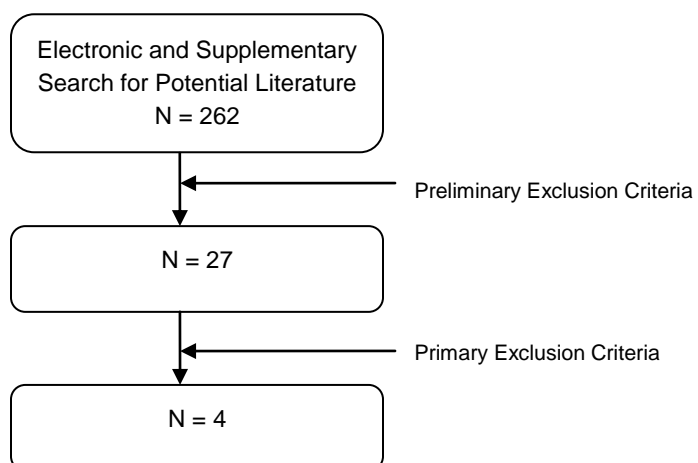 Electronic and Supplementary
Search for Potential Literature
N = 262
Preliminary Exclusion Criteria
N = 27
Primary Exclusion Criteria
N = 4